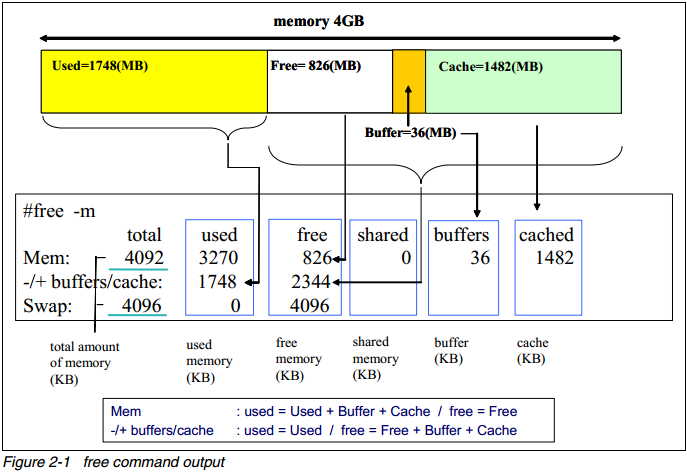 memory 4GB
Used=1748(MB) Free= 826(MB) Cache=1482(MB)
Buffer=36(MB)
#free -m
total used free shared buffers cached
Mem: 4092 3270 826 0 36 1482
-/+ buffers/cache: 1748 2344
Swap: 4096 0 4096
total amount of memory (KB) used memory (KB) free memory (KB) shared memory (KB) buffer (KB) cache (KB)
Mem : used = Used + Buffer + Cache / free = Free
-/+ buffers/cache : used = Used / free = Free + Buffer + Cache
Figure 2-1 free command output